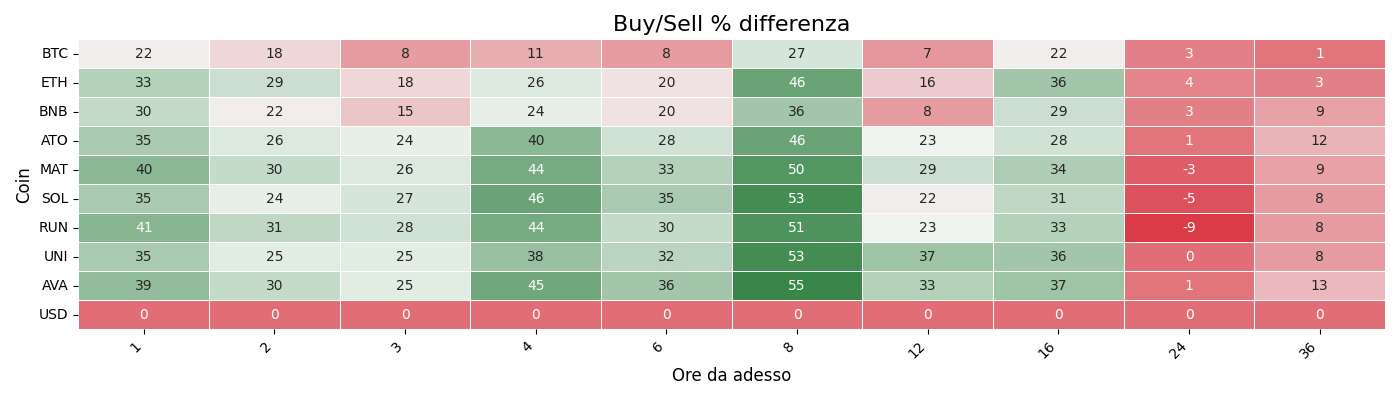 Buy/Sell % differenza
BTC 22 18 8 11 8 27 7 22 3 1
ETH 33 29 18 26 20 46 16 36 4 3
BNB 30 22 15 24 20 36 8 29 3 9
ATO 35 26 24 40 28 46 23 28 1 12
MAT 40 30 26 44 33 50 29 34 -3 9
SOL 35 24 27 46 35 53 22 31 -5 8
RUN 41 31 28 44 30 51 23 33 -9 8
UNI 35 25 25 38 32 53 37 36 0 8
AVA 39 30 25 45 36 55 33 37 1 13
USD 0 0 0 0 0 0 0 0 0 0
Coin
1 2 3 4 6 8 12 16 24 36
Ore da adesso